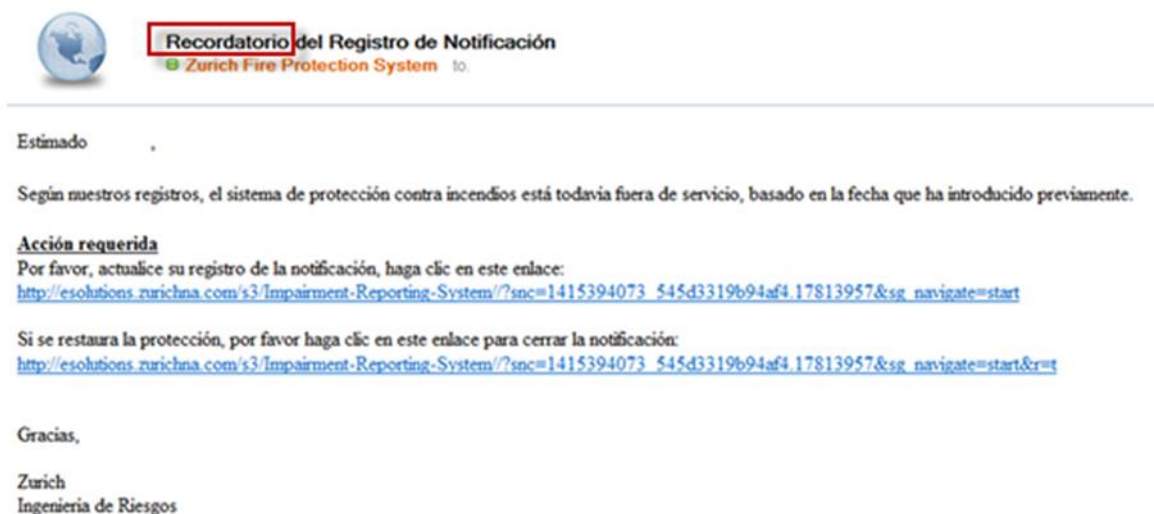 Recordatorio del Registro de Notificación
Zurich Fire Protection System to.
Estimado ,
Según nuestros registros, el sistema de protección contra incendios está todavia fuera de servicio, basado en la fecha que ha introducido previamente.
Acción requerida
Por favor, actualice su registro de la notificación, haga clic en este enlace:
http://esolutions.zurichna.com/s3/Impairment-Reporting-System//?snc=1415394073_545d3319b94af4.17813957&sg_navigate=start
Si se restaura la protección, por favor haga clic en este enlace para cerrar la notificación:
http://esolutions.zurichna.com/s3/Impairment-Reporting-System//?snc=1415394073_545d3319b94af4.17813957&sg_navigate=start&r=t
Gracias,
Zurich
Ingenieria de Riesgos